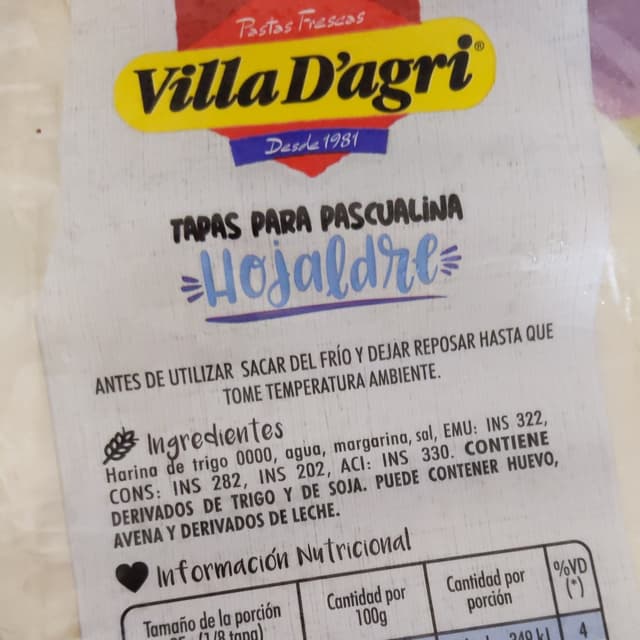 Pastas Frescas
Villa D'agri®
Desde 1981
TAPAS PARA PASCUALINA
Hojaldre
ANTES DE UTILIZAR SACAR DEL FRÍO Y DEJAR REPOSAR HASTA QUE
TOME TEMPERATURA AMBIENTE.
Ingredientes
Harina de trigo 0000, agua, margarina, sal, EMU: INS 322,
CONS: INS 282, INS 202, ACI: INS 330. CONTIENE
DERIVADOS DE TRIGO Y DE SOJA. PUEDE CONTENER HUEVO,
AVENA Y DERIVADOS DE LECHE.
Información Nutricional
Tamaño de la porción
(1/8 tapa)
Cantidad por
100g
Cantidad por
porción
%VD
(*)
4